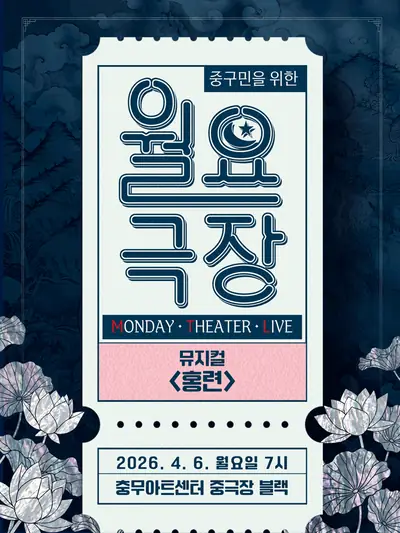 중구민을 위한
월요
극장
MONDAY · THEATER · LIVE
뮤지컬
<홍련>
2026. 4. 6. 월요일 7시
충무아트센터 중극장 블랙